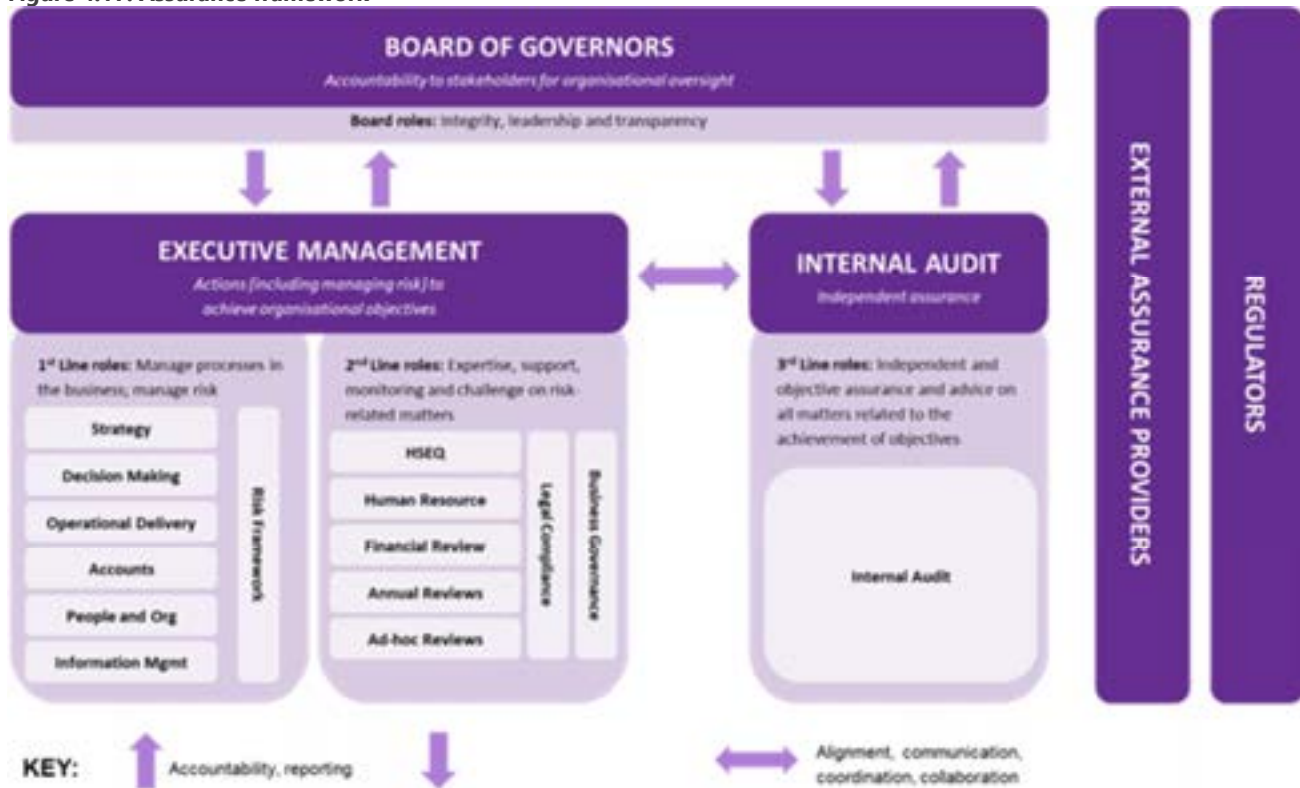 BOARD OF GOVERNORS
Accountability to stakeholders for organisational oversight
Board roles: Integrity, leadership and transparency
EXECUTIVE MANAGEMENT
Actions (including managing risk) to
achieve organisational objectives
INTERNAL AUDIT
Independent assurance
1st Line roles: Manage processes in
the business; manage risk
Strategy
Decision Making
Operational Delivery
Accounts
People and Org
Information Mgmt
Risk Framework
2nd Line roles: Expertise, support,
monitoring and challenge on risk-
related matters
HSEQ
Human Resource
Financial Review
Annual Reviews
Ad-hoc Reviews
Legal Compliance
Business Governance
3rd Line roles: Independent and
objective assurance and advice on
all matters related to the
achievement of objectives
Internal Audit
EXTERNAL ASSURANCE PROVIDERS
REGULATORS
KEY:
Accountability, reporting
Alignment, communication,
coordination, collaboration